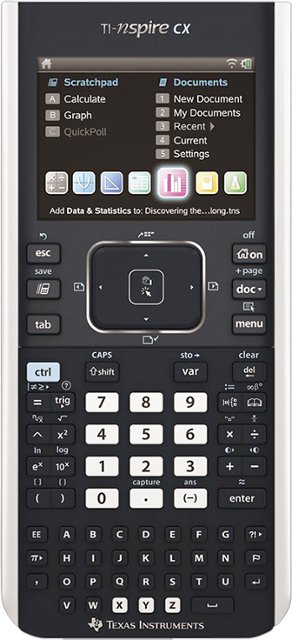 TI-nspire CX
Scratchpad
A Calculate
B Graph
C QuickPoll
Documents
1 New Document
2 My Documents
3 Recent
4 Current
5 Settings
Add Data & Statistics to: Discovering the...long.tns
off
esc
on
save
+ page
doc
tab
menu
CAPS
sto→
clear
ctrl
shift
var
del
= trig 7 8 9
^ x² 4 5 6 × ÷
ln log
eˣ 10ˣ 1 2 3 + −
[ ] { } capture ans ≈
( ) 0 . (−) enter
EE A B C D E F G ?!
π H I J K L M N
, O P Q R S T U
V W X Y Z
TEXAS INSTRUMENTS